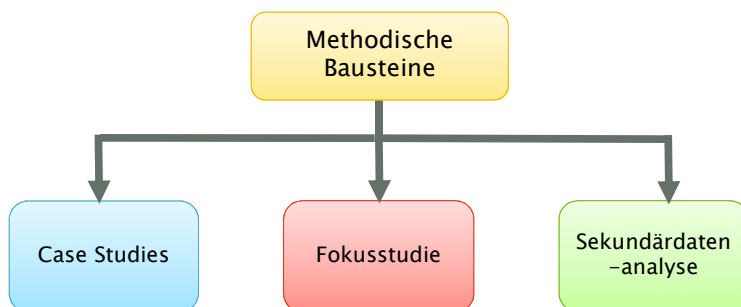 Methodische
Bausteine
Case Studies
Fokusstudie
Sekundärdaten
-analyse